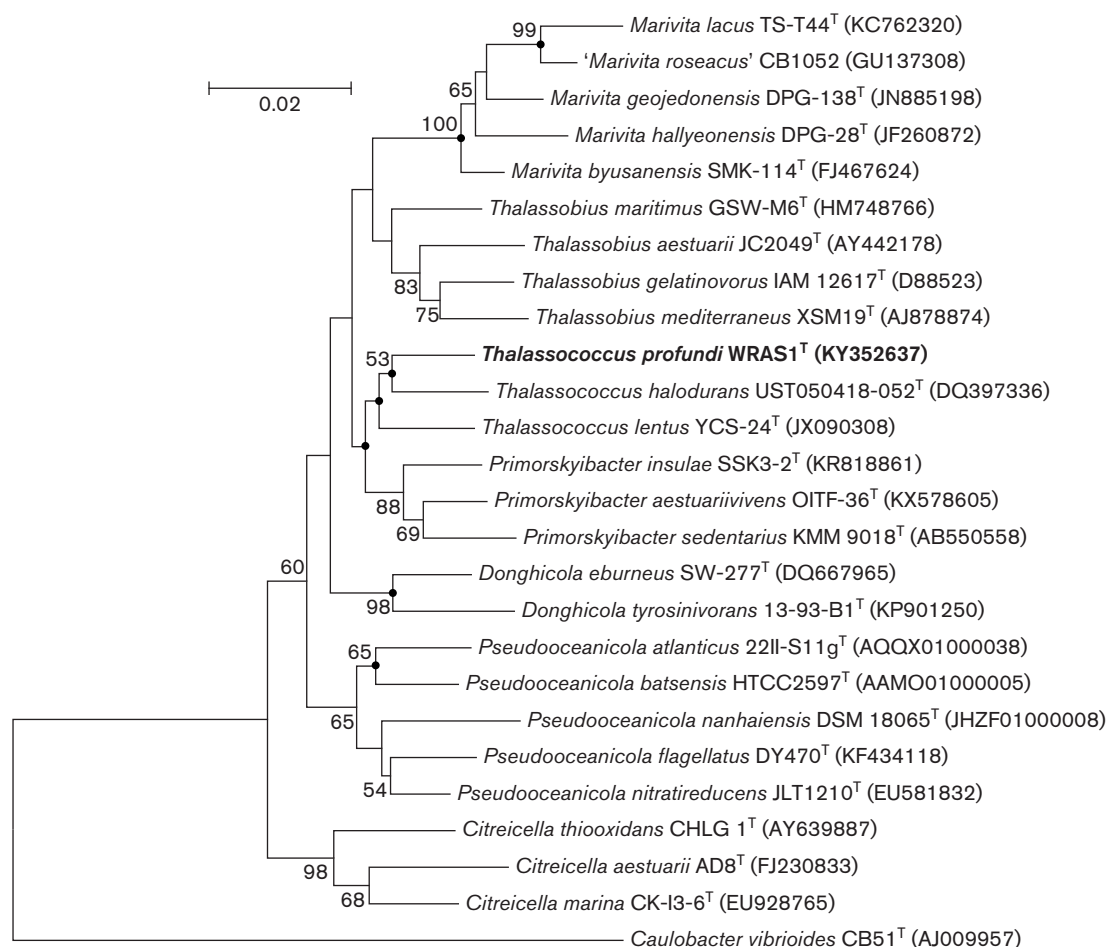 99
Marivita lacus TS-T44ᵀ (KC762320)
‘Marivita roseacus’ CB1052 (GU137308)
0.02
65
Marivita geojedonensis DPG-138ᵀ (JN885198)
100
Marivita hallyeonensis DPG-28ᵀ (JF260872)
Marivita byusanensis SMK-114ᵀ (FJ467624)
Thalassobius maritimus GSW-M6ᵀ (HM748766)
Thalassobius aestuarii JC2049ᵀ (AY442178)
83
Thalassobius gelatinovorus IAM 12617ᵀ (D88523)
75
Thalassobius mediterraneus XSM19ᵀ (AJ878874)
53
Thalassococcus profundi WRAS1ᵀ (KY352637)
Thalassococcus halodurans UST050418-052ᵀ (DQ397336)
Thalassococcus lentus YCS-24ᵀ (JX090308)
Primorskyibacter insulae SSK3-2ᵀ (KR818861)
88
Primorskyibacter aestuariivivens OITF-36ᵀ (KX578605)
69
Primorskyibacter sedentarius KMM 9018ᵀ (AB550558)
60
Donghicola eburneus SW-277ᵀ (DQ667965)
98
Donghicola tyrosinivorans 13-93-B1ᵀ (KP901250)
65
Pseudooceanicola atlanticus 22II-S11gᵀ (AQQX01000038)
Pseudooceanicola batsensis HTCC2597ᵀ (AAMO01000005)
65
Pseudooceanicola nanhaiensis DSM 18065ᵀ (JHZF01000008)
Pseudooceanicola flagellatus DY470ᵀ (KF434118)
54
Pseudooceanicola nitratireducens JLT1210ᵀ (EU581832)
Citreicella thiooxidans CHLG 1ᵀ (AY639887)
98
Citreicella aestuarii AD8ᵀ (FJ230833)
68
Citreicella marina CK-I3-6ᵀ (EU928765)
Caulobacter vibrioides CB51ᵀ (AJ009957)